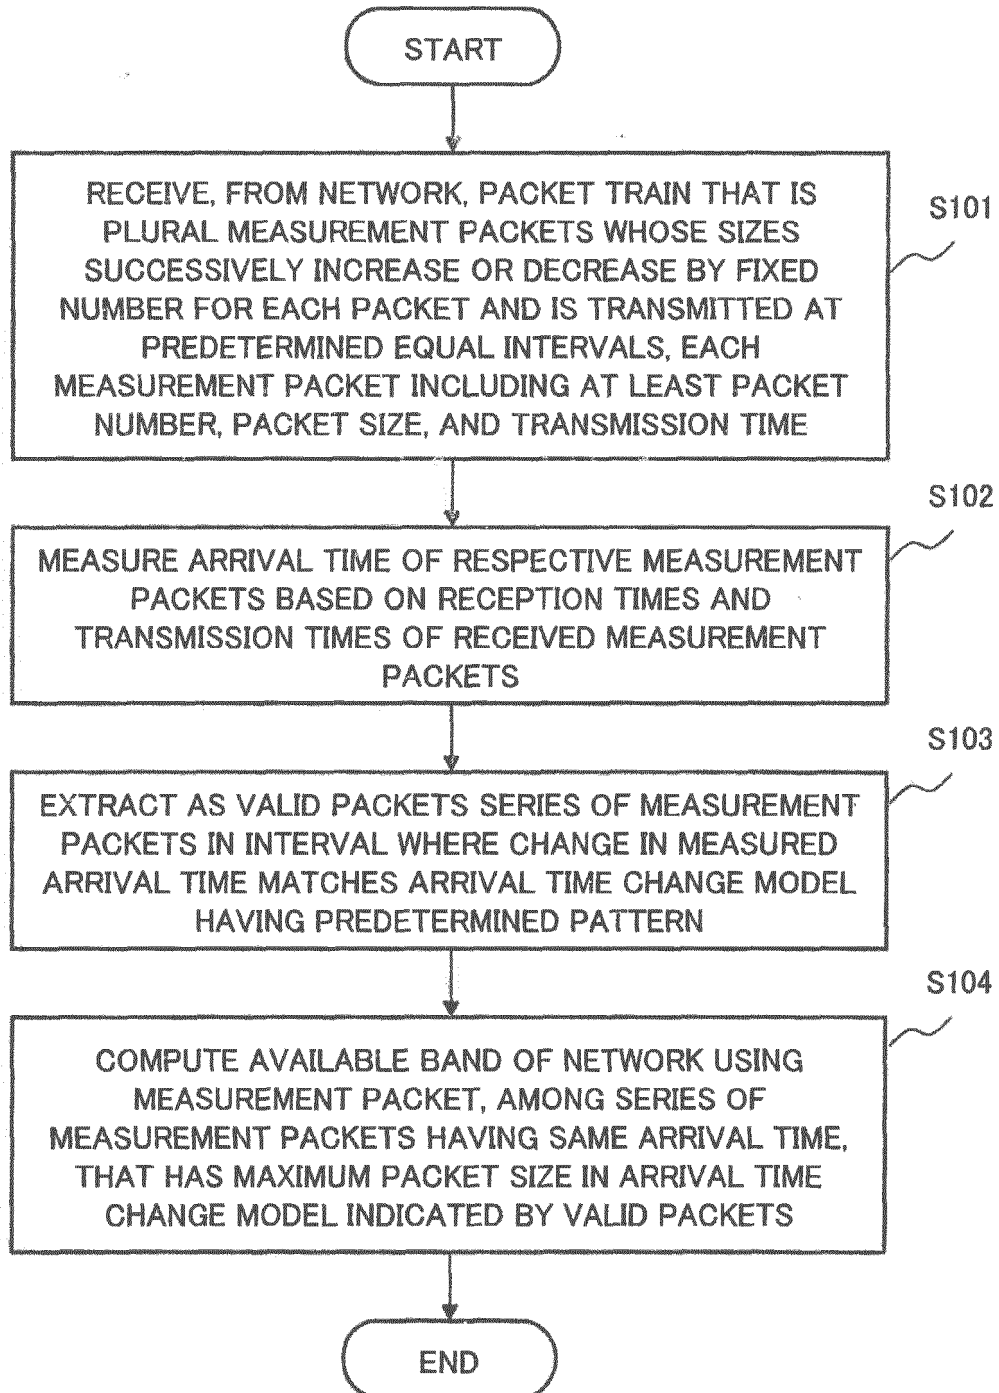 START
RECEIVE, FROM NETWORK, PACKET TRAIN THAT IS
PLURAL MEASUREMENT PACKETS WHOSE SIZES
SUCCESSIVELY INCREASE OR DECREASE BY FIXED
NUMBER FOR EACH PACKET AND IS TRANSMITTED AT
PREDETERMINED EQUAL INTERVALS, EACH
MEASUREMENT PACKET INCLUDING AT LEAST PACKET
NUMBER, PACKET SIZE, AND TRANSMISSION TIME
S101
MEASURE ARRIVAL TIME OF RESPECTIVE MEASUREMENT
PACKETS BASED ON RECEPTION TIMES AND
TRANSMISSION TIMES OF RECEIVED MEASUREMENT
PACKETS
S102
EXTRACT AS VALID PACKETS SERIES OF MEASUREMENT
PACKETS IN INTERVAL WHERE CHANGE IN MEASURED
ARRIVAL TIME MATCHES ARRIVAL TIME CHANGE MODEL
HAVING PREDETERMINED PATTERN
S103
COMPUTE AVAILABLE BAND OF NETWORK USING
MEASUREMENT PACKET, AMONG SERIES OF
MEASUREMENT PACKETS HAVING SAME ARRIVAL TIME,
THAT HAS MAXIMUM PACKET SIZE IN ARRIVAL TIME
CHANGE MODEL INDICATED BY VALID PACKETS
S104
END